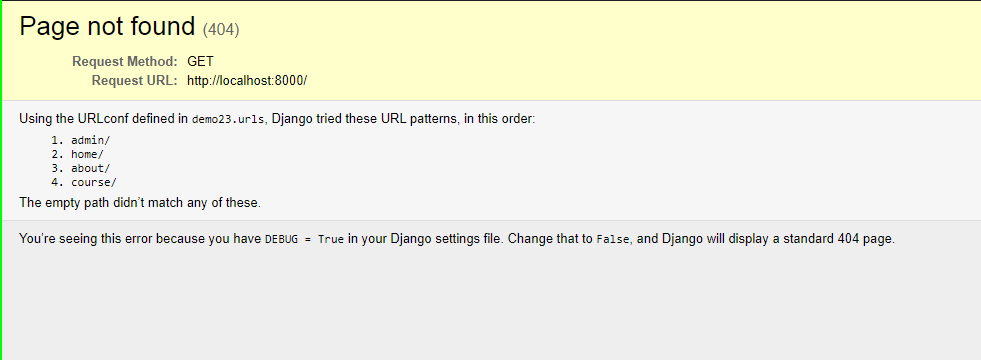 Page not found (404)
Request Method: GET
Request URL: http://localhost:8000/
Using the URLconf defined in demo23.urls, Django tried these URL patterns, in this order:
1. admin/
2. home/
3. about/
4. course/
The empty path didn't match any of these.
You're seeing this error because you have DEBUG = True in your Django settings file. Change that to False, and Django will display a standard 404 page.